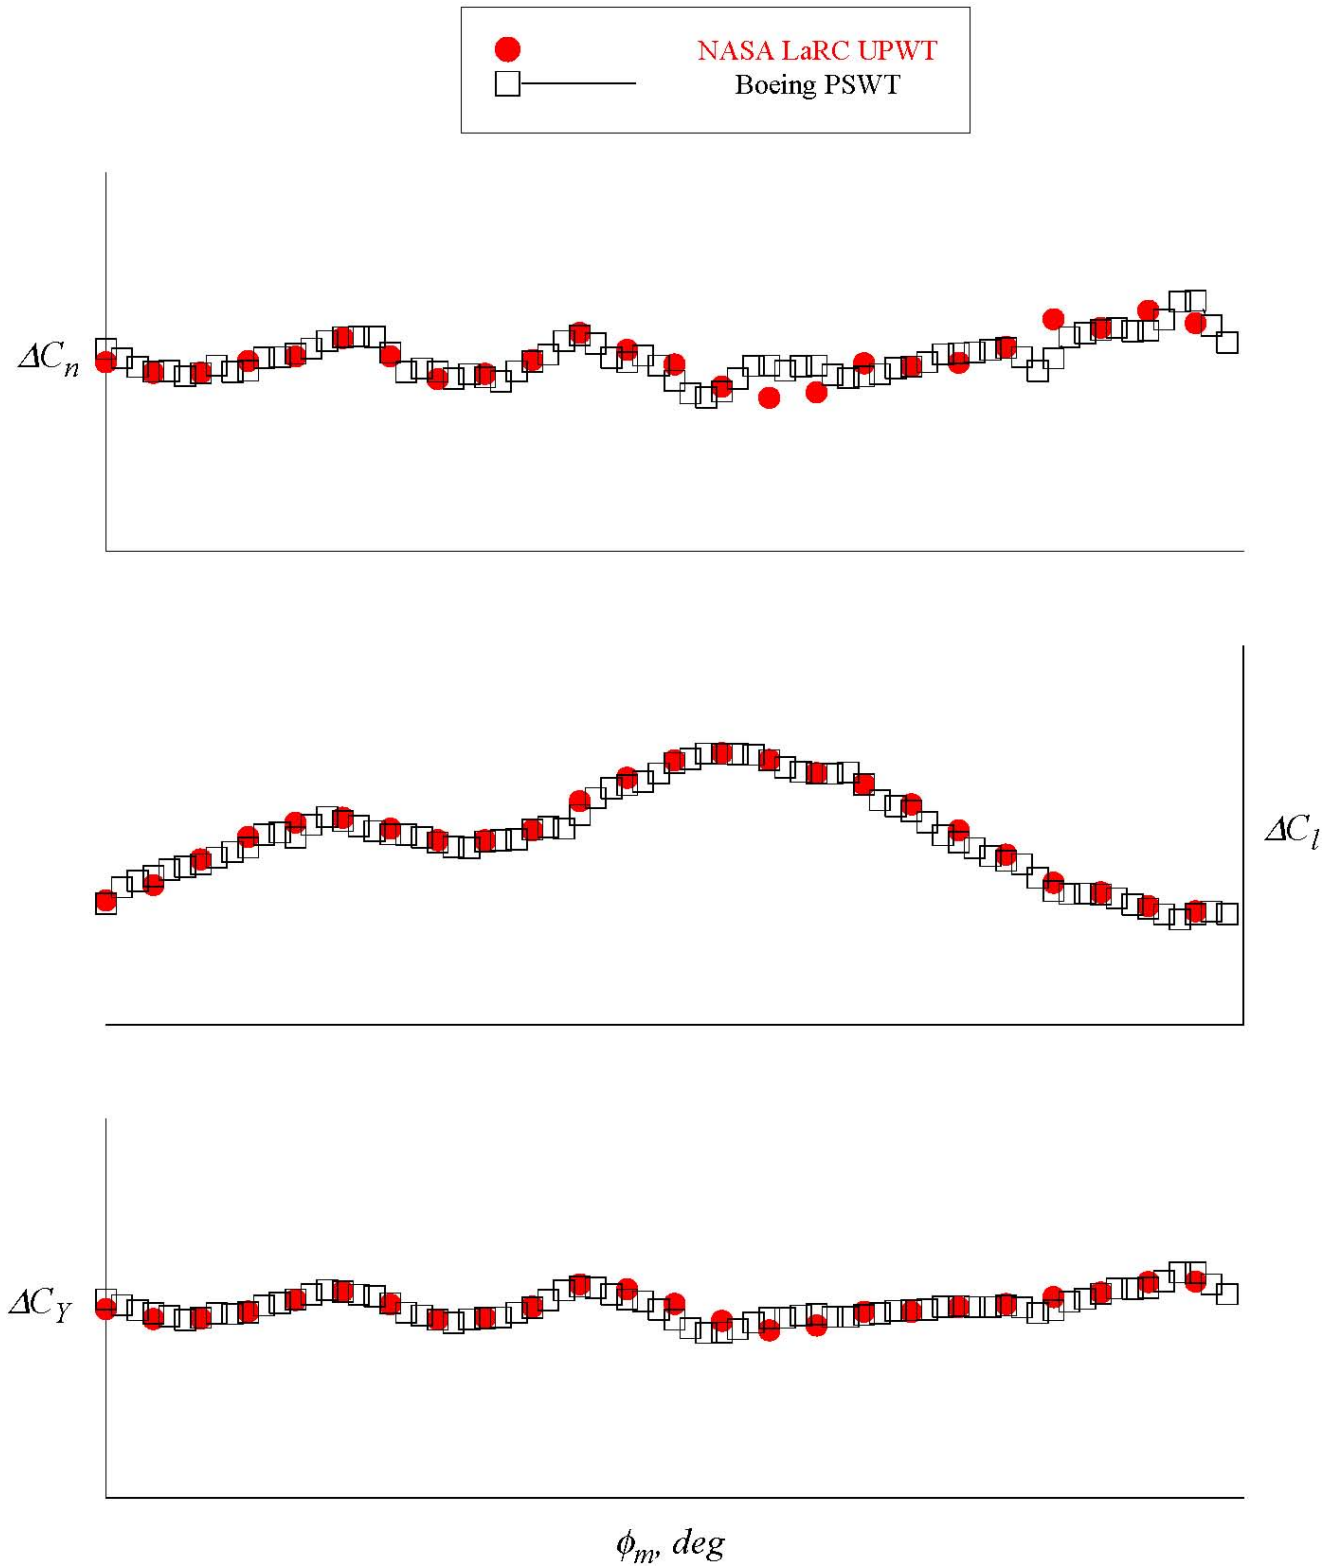 NASA LaRC UPWT
Boeing PSWT
ΔCn
ΔCl
ΔCY
ϕm, deg